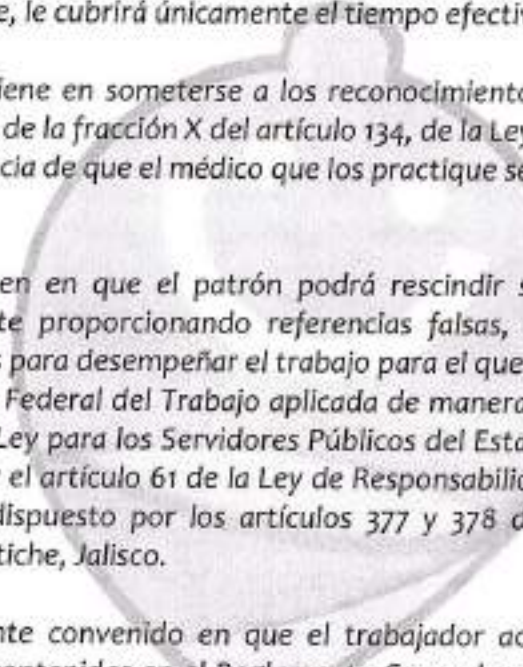 e, le cubrirá únicamente el tiempo efectiv
iene en someterse a los reconocimiento
de la fracción X del artículo 134, de la Ley
cia de que el médico que los practique se
en en que el patrón podrá rescindir s
te proporcionando referencias falsas,
s para desempeñar el trabajo para el que
Federal del Trabajo aplicada de manera
Ley para los Servidores Públicos del Esta
el artículo 61 de la Ley de Responsabilid
dispuesto por los artículos 377 y 378 d
tiche, Jalisco.
nte convenido en que el trabajador ac